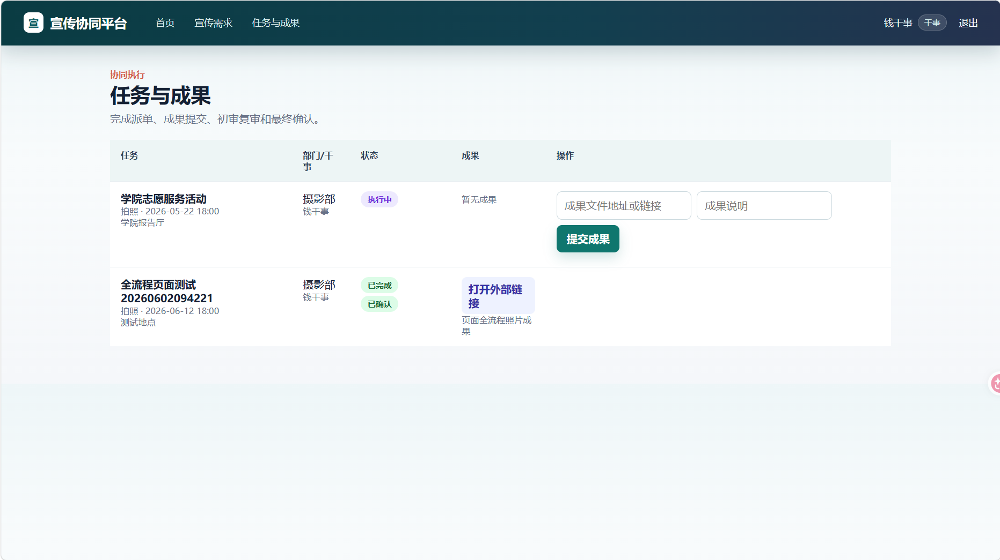 宣 宣传协同平台 首页 宣传需求 任务与成果 钱干事 干事 退出
协同执行
任务与成果
完成派单、成果提交、初审复审和最终确认。
任务 部门/干事 状态 成果 操作
学院志愿服务活动
拍照 · 2026-05-22 18:00
学院报告厅
摄影部
钱干事
执行中
暂无成果
成果文件地址或链接 成果说明
提交成果
全流程页面测试
20260602094221
拍照 · 2026-06-12 18:00
测试地点
摄影部
钱干事
已完成
已确认
打开外部链
接
页面全流程照片成
果